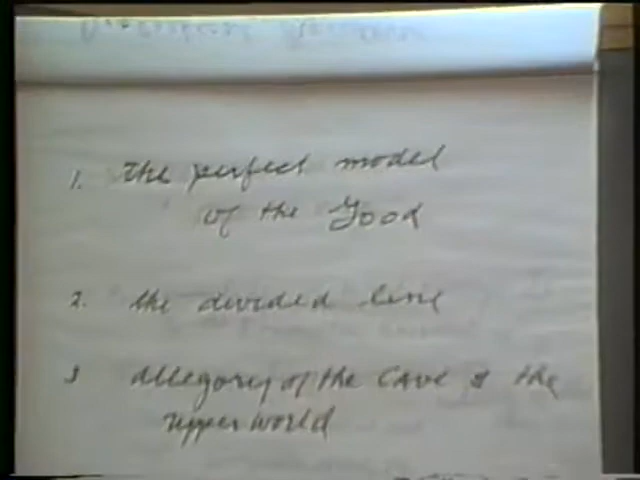 1. The perfect model
of the Good
2. the divided line
3 allegory of the Cave & the
upper world